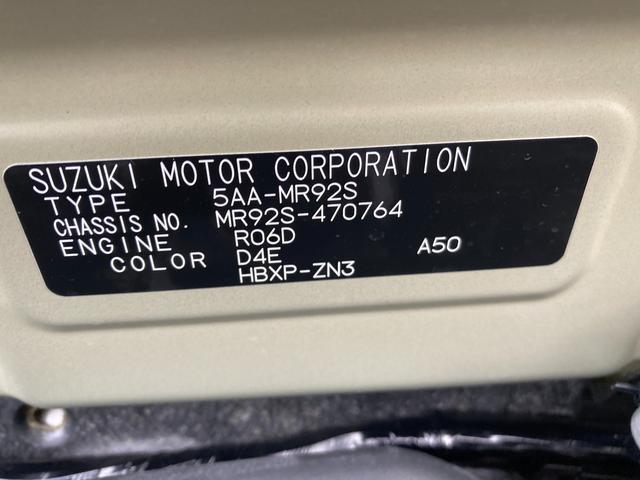 SUZUKI MOTOR CORPORATION
TYPE 5AA-MR92S
CHASSIS NO. MR92S-470764
ENGINE R06D
COLOR D4E A50
HBXP-ZN3